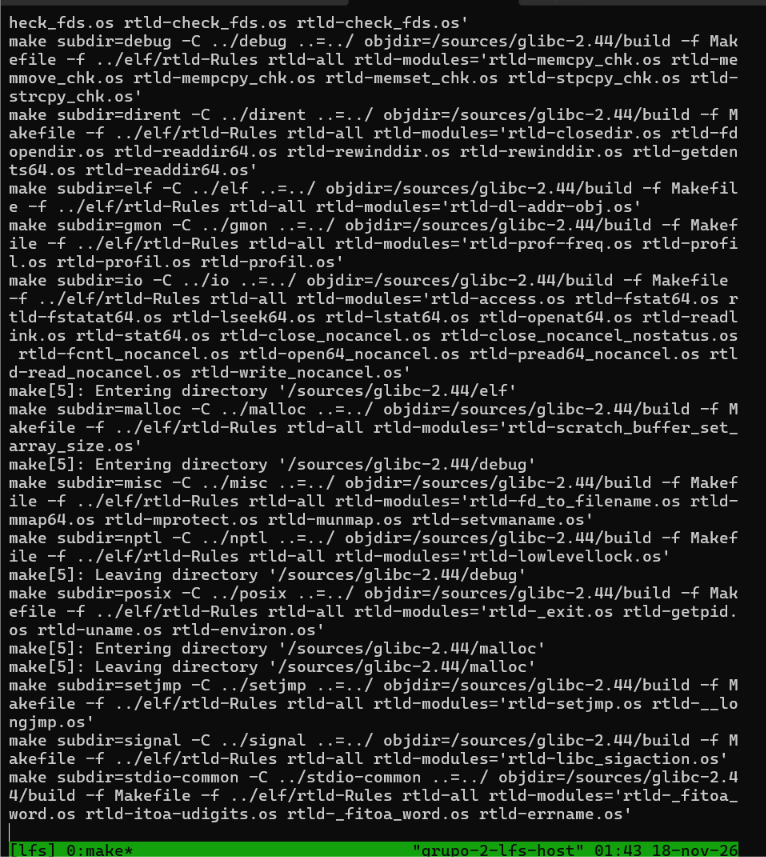 heck_fds.os rtld-check_fds.os rtld-check_fds.os'
make subdir=debug -C ../debug ..=../ objdir=/sources/glibc-2.44/build -f Mak
efile -f ../elf/rtld-Rules rtld-all rtld-modules='rtld-memcpy_chk.os rtld-me
mmove_chk.os rtld-mempcpy_chk.os rtld-memset_chk.os rtld-stpcpy_chk.os rtld-
strcpy_chk.os'
make subdir=dirent -C ../dirent ..=../ objdir=/sources/glibc-2.44/build -f M
akefile -f ../elf/rtld-Rules rtld-all rtld-modules='rtld-closedir.os rtld-fd
opendir.os rtld-readdir64.os rtld-rewinddir.os rtld-rewinddir.os rtld-getden
ts64.os rtld-readdir64.os'
make subdir=elf -C ../elf ..=../ objdir=/sources/glibc-2.44/build -f Makefil
e -f ../elf/rtld-Rules rtld-all rtld-modules='rtld-dl-addr-obj.os'
make subdir=gmon -C ../gmon ..=../ objdir=/sources/glibc-2.44/build -f Makef
ile -f ../elf/rtld-Rules rtld-all rtld-modules='rtld-prof-freq.os rtld-profi
l.os rtld-profil.os rtld-profil.os'
make subdir=io -C ../io ..=../ objdir=/sources/glibc-2.44/build -f Makefile
-f ../elf/rtld-Rules rtld-all rtld-modules='rtld-access.os rtld-fstat64.os r
tld-fstatat64.os rtld-lseek64.os rtld-lstat64.os rtld-openat64.os rtld-readl
ink.os rtld-stat64.os rtld-close_nocancel.os rtld-close_nocancel_nostatus.os
 rtld-fcntl_nocancel.os rtld-open64_nocancel.os rtld-pread64_nocancel.os rtl
d-read_nocancel.os rtld-write_nocancel.os'
make[5]: Entering directory '/sources/glibc-2.44/elf'
make subdir=malloc -C ../malloc ..=../ objdir=/sources/glibc-2.44/build -f M
akefile -f ../elf/rtld-Rules rtld-all rtld-modules='rtld-scratch_buffer_set_
array_size.os'
make[5]: Entering directory '/sources/glibc-2.44/debug'
make subdir=misc -C ../misc ..=../ objdir=/sources/glibc-2.44/build -f Makef
ile -f ../elf/rtld-Rules rtld-all rtld-modules='rtld-fd_to_filename.os rtld-
mmap64.os rtld-mprotect.os rtld-munmap.os rtld-setvmaname.os'
make subdir=nptl -C ../nptl ..=../ objdir=/sources/glibc-2.44/build -f Makef
ile -f ../elf/rtld-Rules rtld-all rtld-modules='rtld-lowlevellock.os'
make[5]: Leaving directory '/sources/glibc-2.44/debug'
make subdir=posix -C ../posix ..=../ objdir=/sources/glibc-2.44/build -f Mak
efile -f ../elf/rtld-Rules rtld-all rtld-modules='rtld-_exit.os rtld-getpid.
os rtld-uname.os rtld-environ.os'
make[5]: Entering directory '/sources/glibc-2.44/malloc'
make[5]: Leaving directory '/sources/glibc-2.44/malloc'
make subdir=setjmp -C ../setjmp ..=../ objdir=/sources/glibc-2.44/build -f M
akefile -f ../elf/rtld-Rules rtld-all rtld-modules='rtld-setjmp.os rtld-__lo
ngjmp.os'
make subdir=signal -C ../signal ..=../ objdir=/sources/glibc-2.44/build -f M
akefile -f ../elf/rtld-Rules rtld-all rtld-modules='rtld-libc_sigaction.os'
make subdir=stdio-common -C ../stdio-common ..=../ objdir=/sources/glibc-2.4
4/build -f Makefile -f ../elf/rtld-Rules rtld-all rtld-modules='rtld-_fitoa_
word.os rtld-itoa-udigits.os rtld-_fitoa_word.os rtld-errname.os'
[lfs] 0:make* "grupo-2-lfs-host" 01:43 18-nov-26